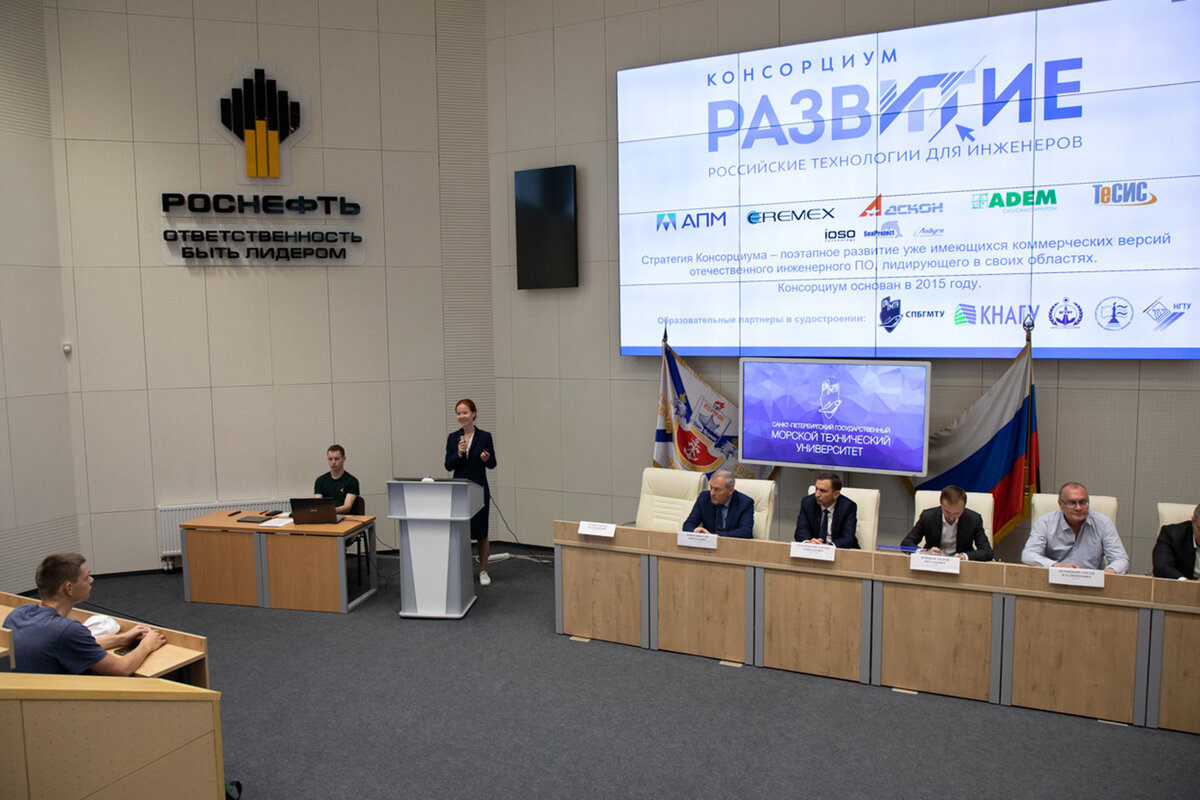 РОСНЕФТЬ
ОТВЕТСТВЕННОСТЬ
БЫТЬ ЛИДЕРОМ
КОНСОРЦИУМ
РАЗВИТИЕ
РОССИЙСКИЕ ТЕХНОЛОГИИ ДЛЯ ИНЖЕНЕРОВ
АПМ EREMEX АСКОН ADEM ТеСИС
IOSO SeaProject
Стратегия Консорциума – поэтапное развитие уже имеющихся коммерческих версий
отечественного инженерного ПО, лидирующего в своих областях.
Консорциум основан в 2015 году.
Образовательные партнеры в судостроении: СПБГМТУ КНАГУ НГТУ
САНКТ-ПЕТЕРБУРГСКИЙ ГОСУДАРСТВЕННЫЙ
МОРСКОЙ ТЕХНИЧЕСКИЙ
УНИВЕРСИТЕТ